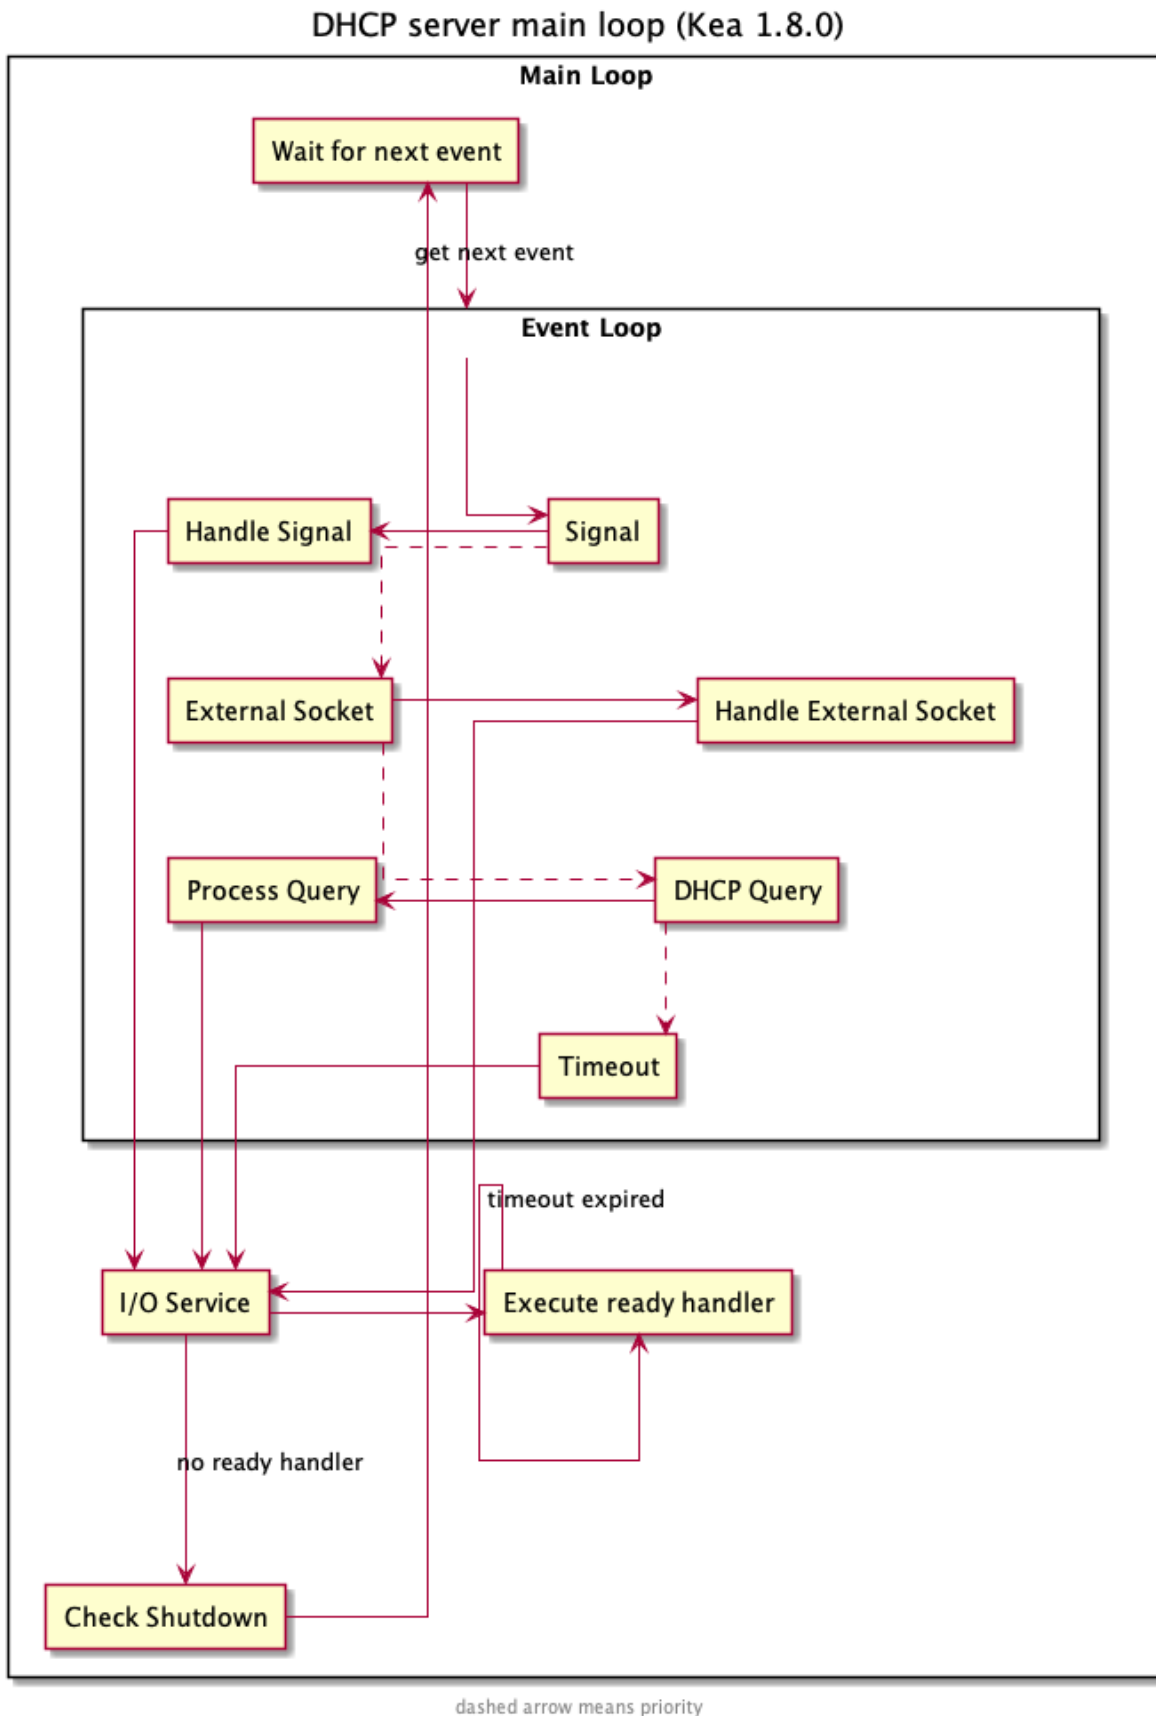 DHCP server main loop (Kea 1.8.0)
Main Loop
Wait for next event
get next event
Event Loop
Handle Signal
Signal
External Socket
Handle External Socket
Process Query
DHCP Query
Timeout
timeout expired
I/O Service
Execute ready handler
no ready handler
Check Shutdown
dashed arrow means priority